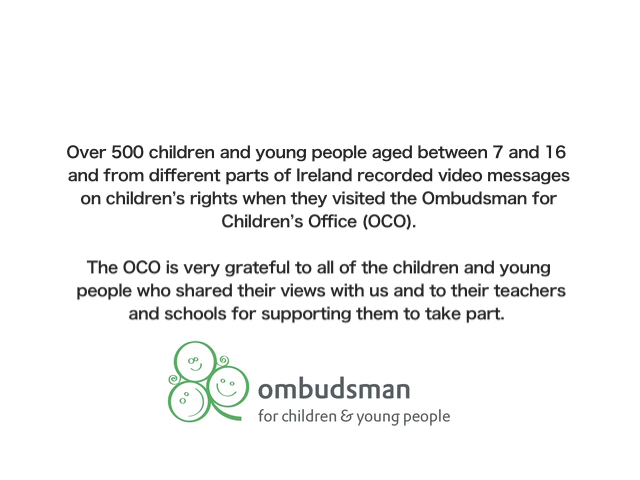 Over 500 children and young people aged between 7 and 16
and from different parts of Ireland recorded video messages
on children's rights when they visited the Ombudsman for
Children's Office (OCO).
The OCO is very grateful to all of the children and young
people who shared their views with us and to their teachers
and schools for supporting them to take part.
ombudsman
for children & young people